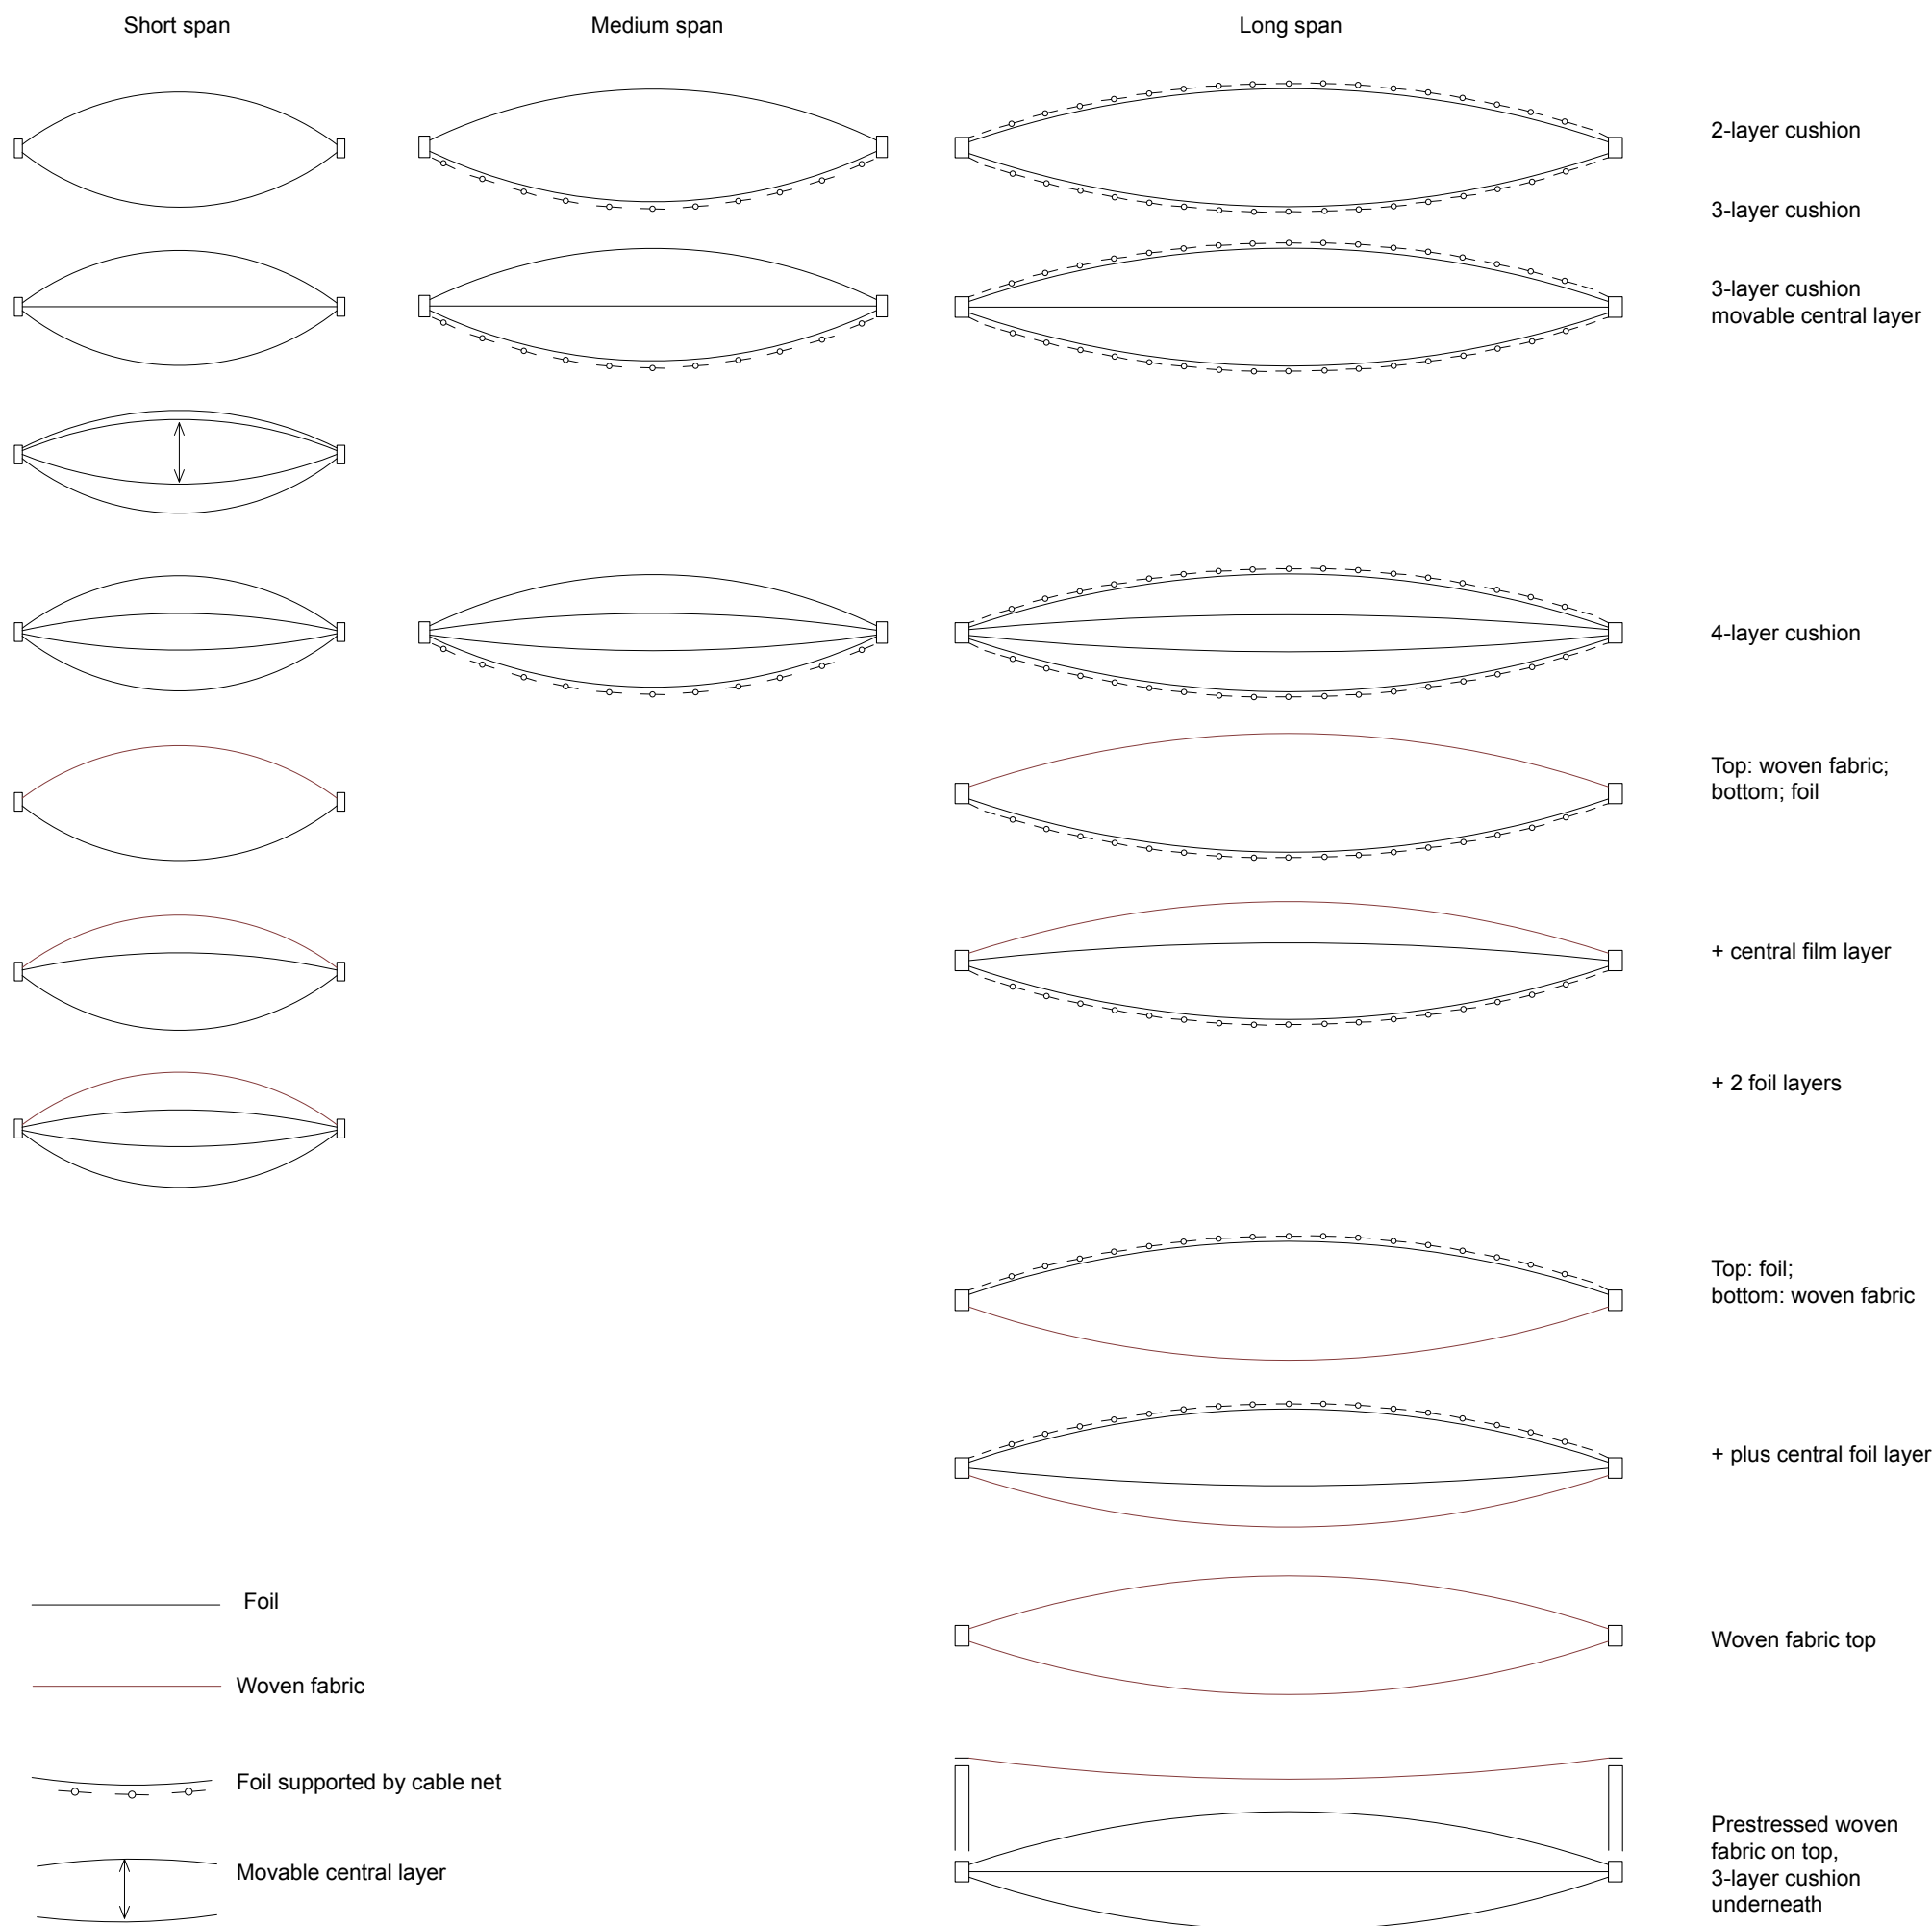 Short span
Medium span
Long span
2-layer cushion
3-layer cushion
3-layer cushion
movable central layer
4-layer cushion
Top: woven fabric;
bottom; foil
+ central film layer
+ 2 foil layers
Top: foil;
bottom: woven fabric
+ plus central foil layer
Foil
Woven fabric top
Woven fabric
Foil supported by cable net
Movable central layer
Prestressed woven
fabric on top,
3-layer cushion
underneath